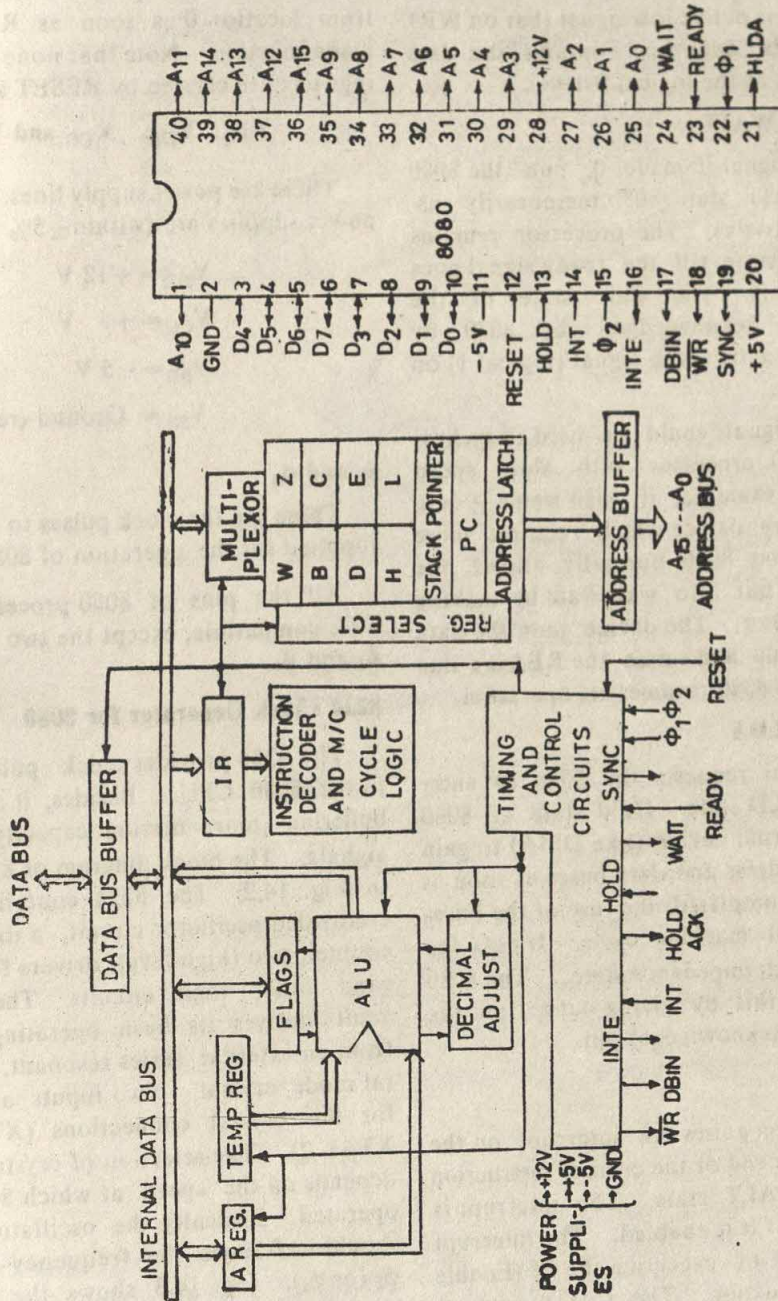 DATA BUS
DATA BUS BUFFER
INTERNAL DATA BUS
A REG.
TEMP REG
FLAGS
ALU
DECIMAL
ADJUST
IR
INSTRUCTION
DECODER
AND M/C
CYCLE
LOGIC
MULTI-
PLEXOR
REG. SELECT
W Z
B C
D E
H L
STACK POINTER
PC
ADDRESS LATCH
ADDRESS BUFFER
A15---A0
ADDRESS BUS
TIMING
AND
CONTROL
CIRCUITS
INTE HOLD SYNC
POWER
SUPPLI-
ES
+12V
+5V
-5V
GND
W̅R̅ DBIN INT HOLD
ACK
WAIT
READY
Φ1 Φ2
RESET
8080
A10 1
GND 2
D4 3
D5 4
D6 5
D7 6
D3 7
D2 8
D1 9
D0 10
-5V 11
RESET 12
HOLD 13
INT 14
Φ2 15
INTE 16
DBIN 17
W̅R̅ 18
SYNC 19
+5V 20
40 A11
39 A14
38 A13
37 A12
36 A15
35 A9
34 A8
33 A7
32 A6
31 A5
30 A4
29 A3
28 +12V
27 A2
26 A1
25 A0
24 WAIT
23 READY
22 Φ1
21 HLDA